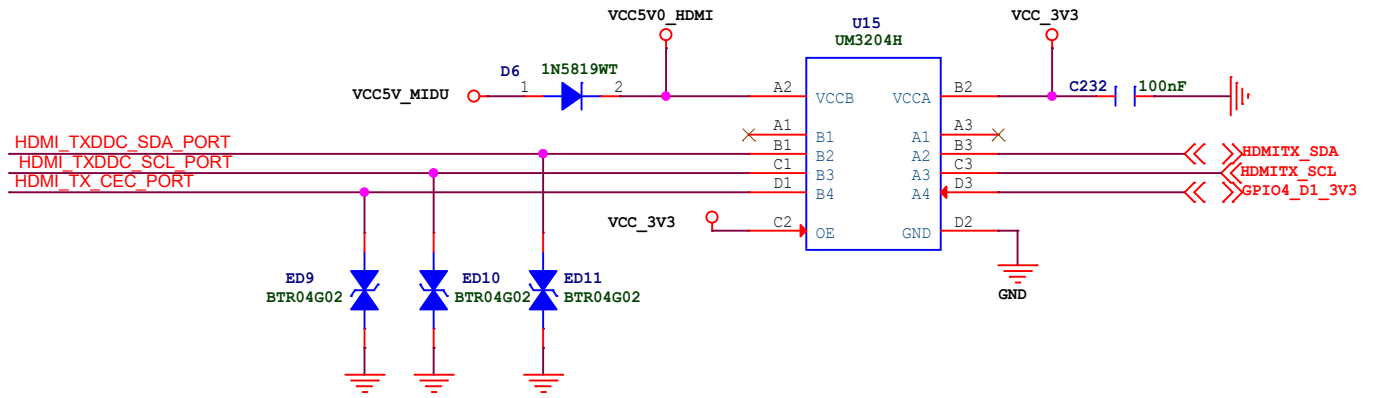 VCC5V0_HDMI
U15
UM3204H
VCC_3V3
D6
1N5819WT
VCC5V_MIDU
1
2
A2
VCCB
VCCA
B2
C232
100nF
A1
B1
A1
A3
HDMI_TXDDC_SDA_PORT
B1
B2
A2
B3
HDMITX_SDA
HDMI_TXDDC_SCL_PORT
C1
B3
A3
C3
HDMITX_SCL
HDMI_TX_CEC_PORT
D1
B4
A4
D3
GPIO4_D1_3V3
VCC_3V3
C2
OE
GND
D2
GND
ED9
BTR04G02
ED10
BTR04G02
ED11
BTR04G02